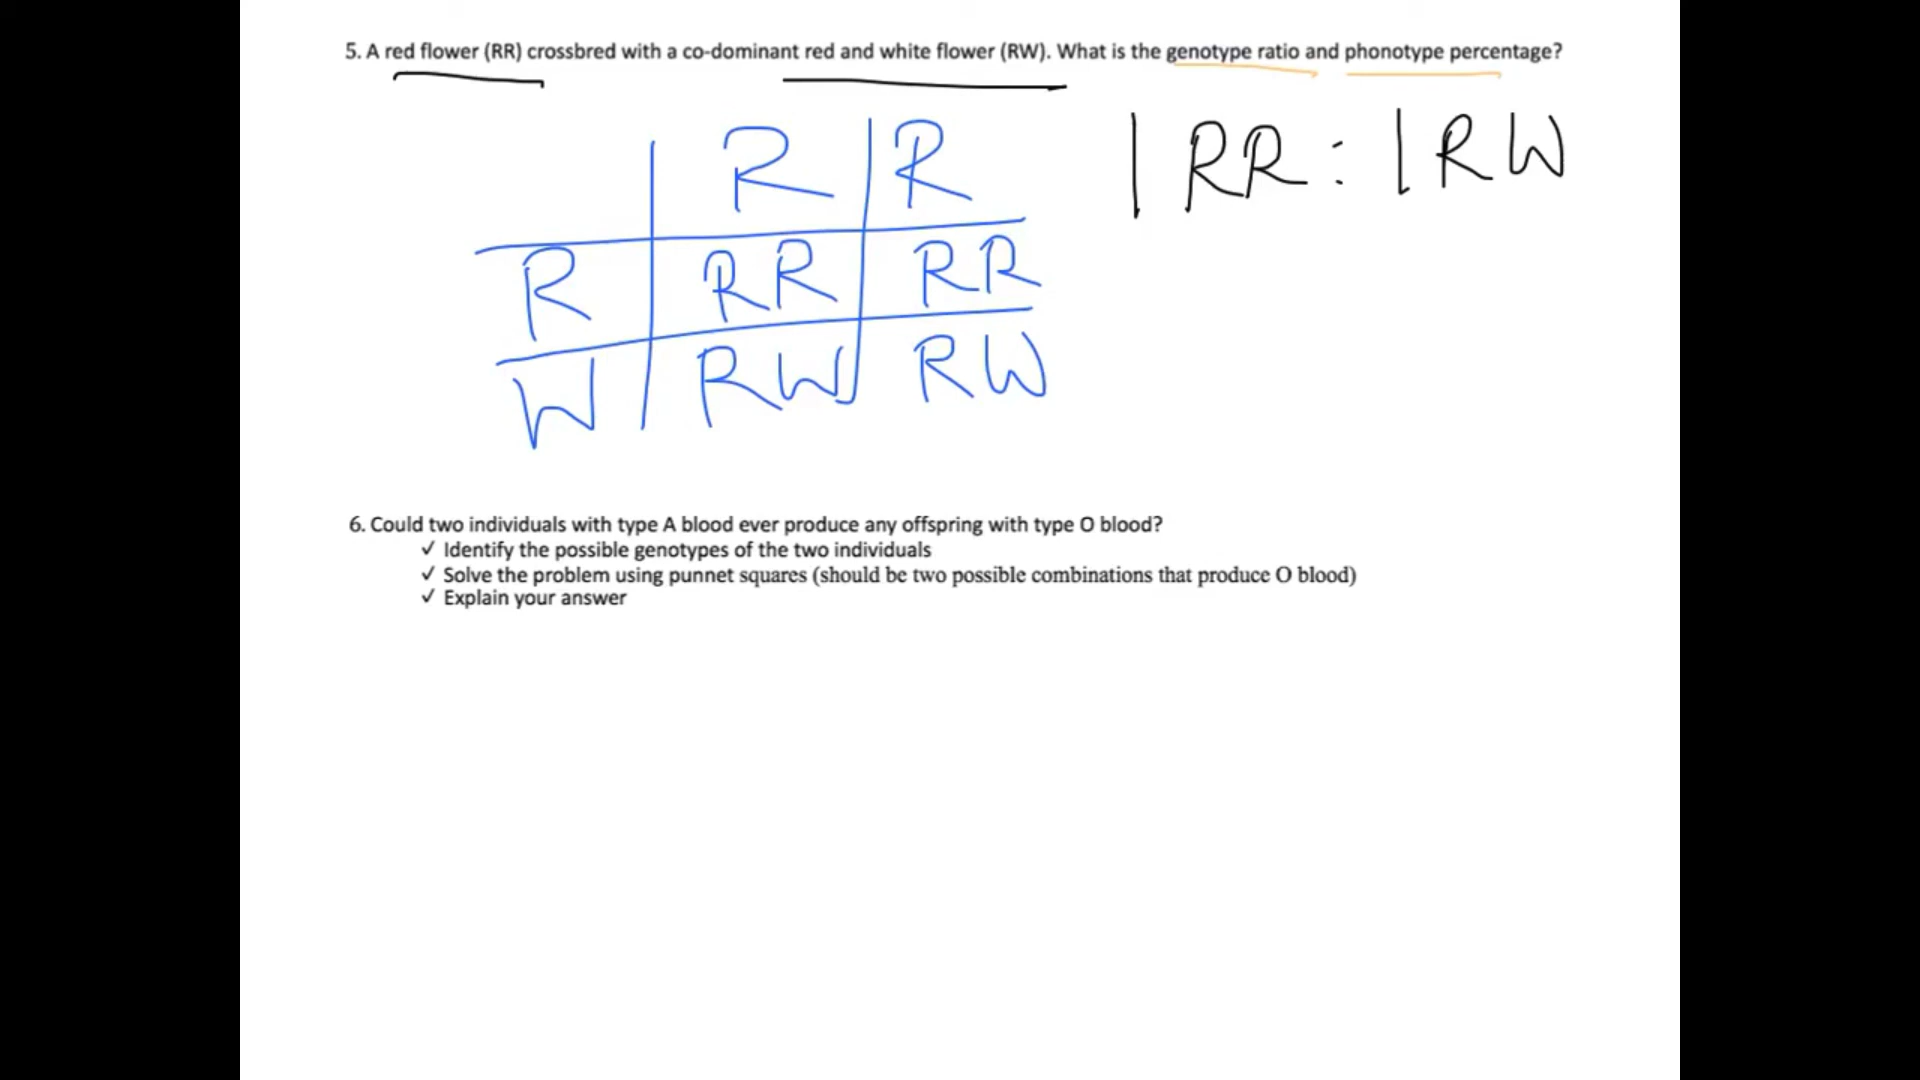 5. A red flower (RR) crossbred with a co-dominant red and white flower (RW). What is the genotype ratio and phonotype percentage?
R R
1 RR : 1 RW
R RR RR
W RW RW
6. Could two individuals with type A blood ever produce any offspring with type O blood?
✓ Identify the possible genotypes of the two individuals
✓ Solve the problem using punnet squares (should be two possible combinations that produce O blood)
✓ Explain your answer